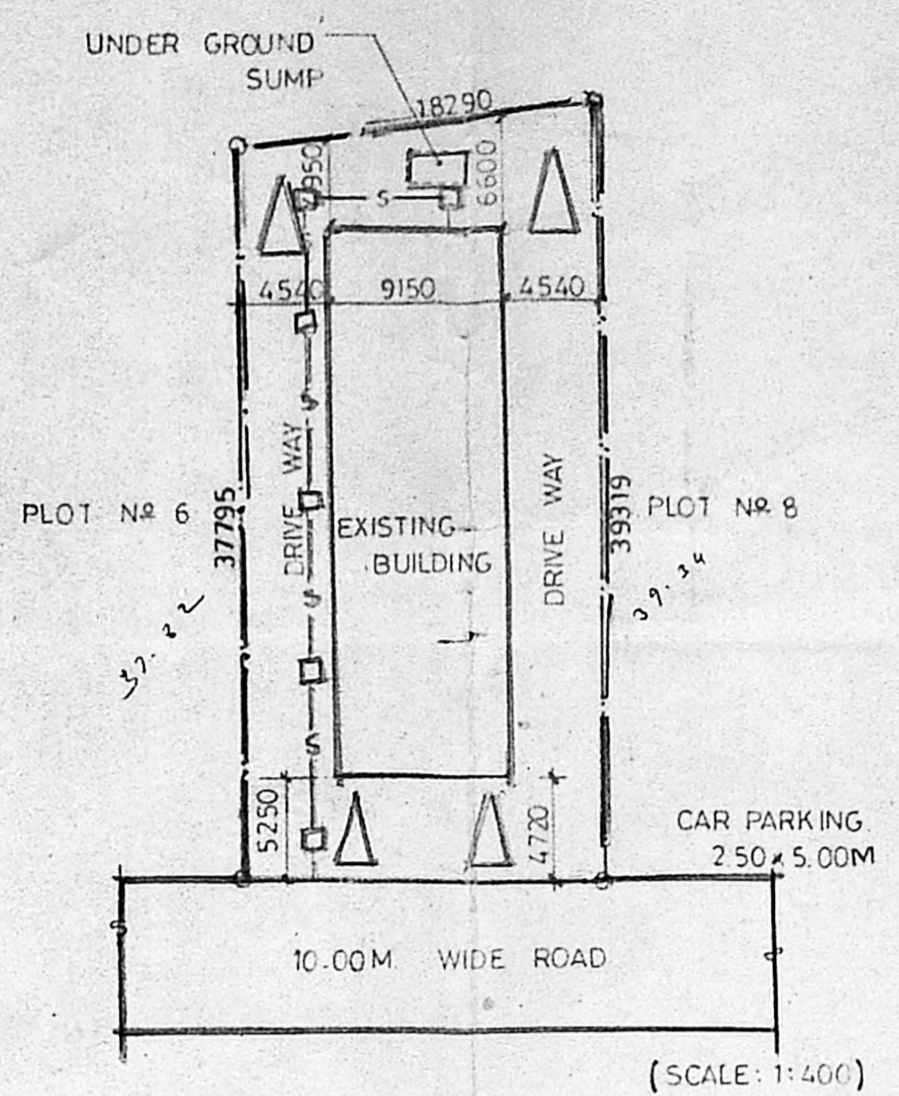 UNDER GROUND
SUMP
18290
6600
S
4540 9150 4540
DRIVE WAY
DRIVE WAY
PLOT Nº 6
37795
EXISTING
BUILDING
39319
PLOT Nº 8
37.82
39.34
S
S
S
5250
4720
CAR PARKING
2.50 x 5.00M
10.00M WIDE ROAD
(SCALE: 1:400)